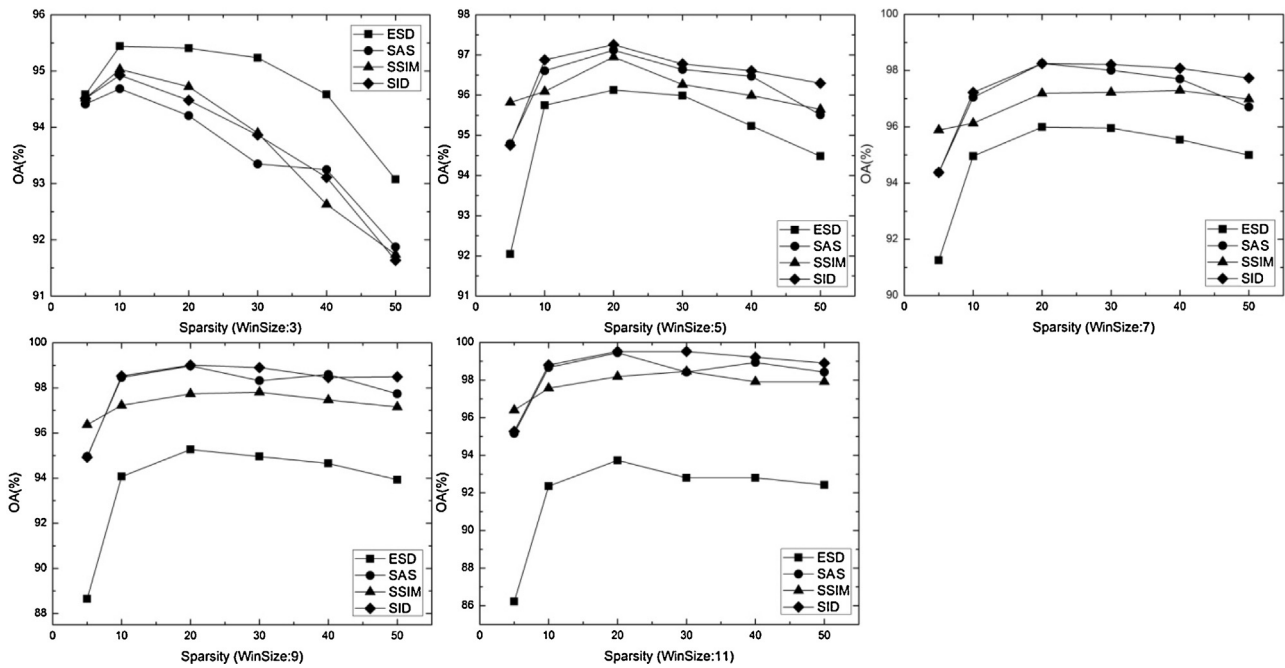 96
95
94
93
92
91
OA(%)
0 10 20 30 40 50
Sparsity (WinSize:3)
ESD
SAS
SSIM
SID
98
97
96
95
94
93
92
91
OA(%)
0 10 20 30 40 50
Sparsity (WinSize:5)
ESD
SAS
SSIM
SID
100
98
96
94
92
90
OA(%)
0 10 20 30 40 50
Sparsity (WinSize:7)
ESD
SAS
SSIM
SID
100
98
96
94
92
90
88
OA(%)
0 10 20 30 40 50
Sparsity (WinSize:9)
ESD
SAS
SSIM
SID
100
98
96
94
92
90
88
86
OA(%)
0 10 20 30 40 50
Sparsity (WinSize:11)
ESD
SAS
SSIM
SID